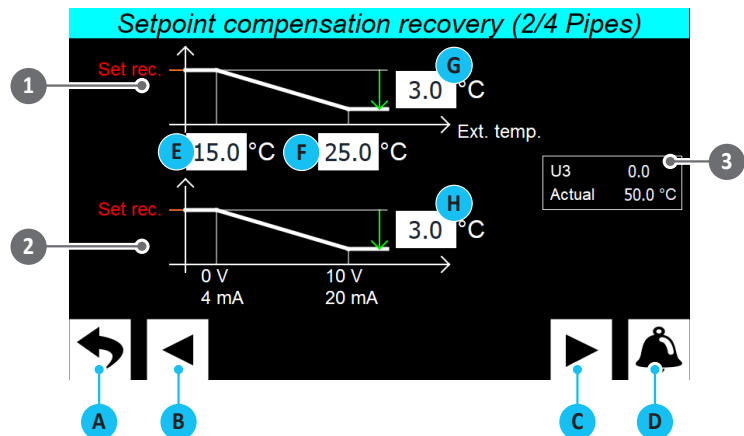 Setpoint compensation recovery (2/4 Pipes)
Set rec.
1
G
3.0 °C
Ext. temp.
E 15.0 °C F 25.0 °C
3
U3 0.0
Actual 50.0 °C
Set rec.
2
H
3.0 °C
0 V 10 V
4 mA 20 mA
A B C D